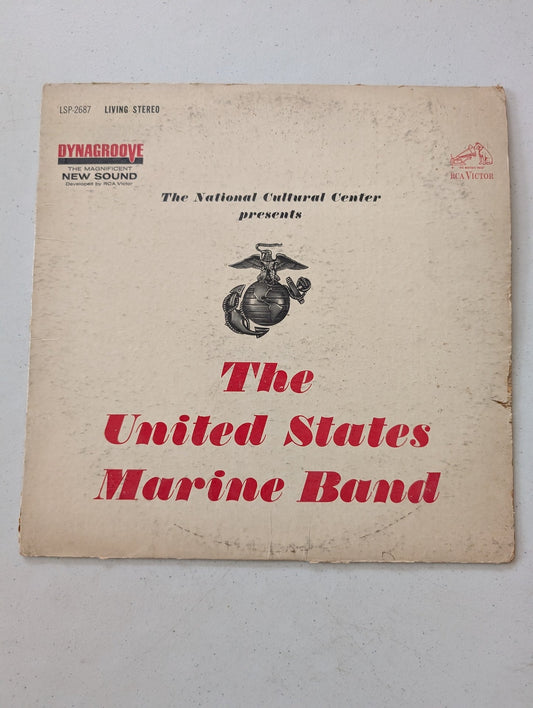 LSP-2687 LIVING STEREO
DYNAGROOVE
THE MAGNIFICENT
NEW SOUND
Developed by RCA Victor
RCA VICTOR
The National Cultural Center
presents
The
United States
Marine Band